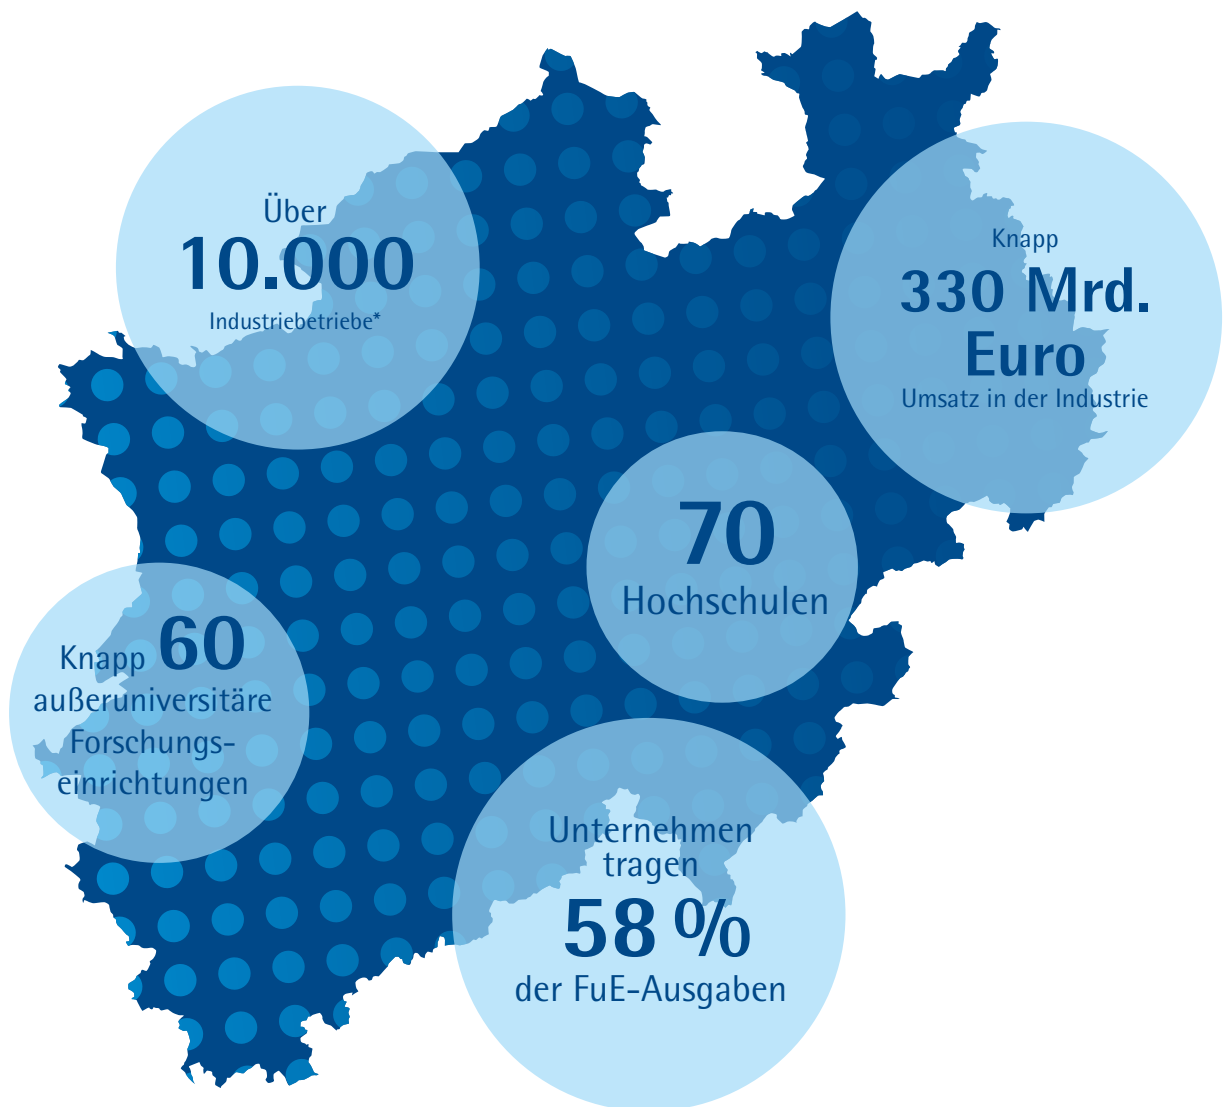 Über
10.000
Industriebetriebe*
Knapp
330 Mrd.
Euro
Umsatz in der Industrie
70
Hochschulen
Knapp 60
außeruniversitäre
Forschungs-
einrichtungen
Unternehmen
tragen
58 %
der FuE-Ausgaben